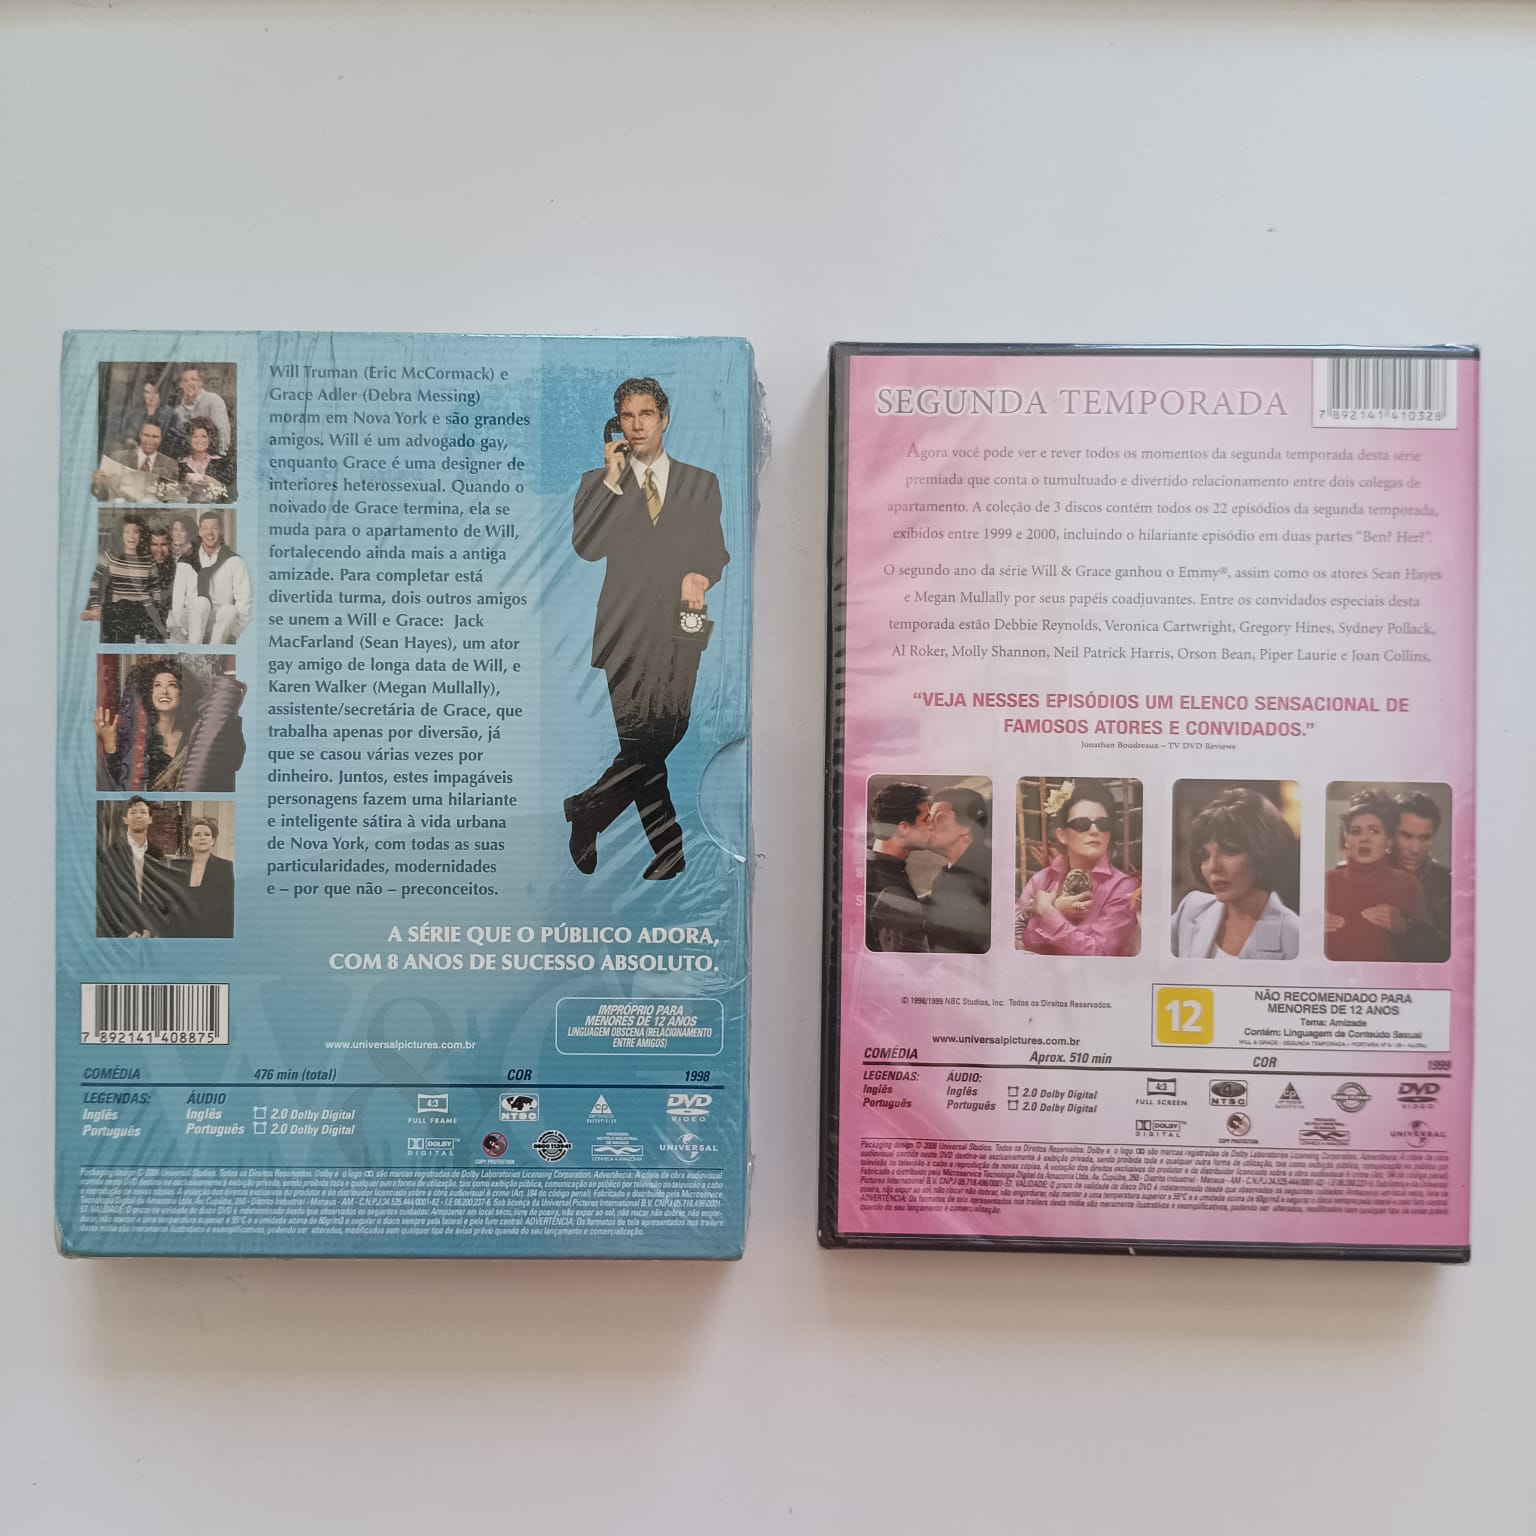 Will Truman (Eric McCormack) e
Grace Adler (Debra Messing)
moram em Nova York e são grandes
amigos. Will é um advogado gay,
enquanto Grace é uma designer de
interiores heterossexual. Quando o
noivado de Grace termina, ela se
muda para o apartamento de Will,
fortalecendo ainda mais a antiga
amizade. Para completar está
divertida turma, dois outros amigos
se unem a Will e Grace: Jack
MacFarland (Sean Hayes), um ator
gay amigo de longa data de Will, e
Karen Walker (Megan Mullally),
assistente/secretária de Grace, que
trabalha apenas por diversão, já
que se casou várias vezes por
dinheiro. Juntos, estes impagáveis
personagens fazem uma hilariante
e inteligente sátira à vida urbana
de Nova York, com todas as suas
particularidades, modernidades
e – por que não – preconceitos.
A SÉRIE QUE O PÚBLICO ADORA,
COM 8 ANOS DE SUCESSO ABSOLUTO.
7 892141 408875
IMPRÓPRIO PARA
MENORES DE 12 ANOS
LINGUAGEM OBSCENA (RELACIONAMENTO
ENTRE AMIGOS)
www.universalpictures.com.br
COMÉDIA 476 min (total) COR 1998
LEGENDAS: ÁUDIO
Inglês Inglês 2.0 Dolby Digital
Português Português 2.0 Dolby Digital
4:3
FULL FRAME
NTSC
DVD
VIDEO
DOLBY
DIGITAL
COPY PROTECTION
UNIVERSAL
SEGUNDA TEMPORADA
7 892141 410328
Agora você pode ver e rever todos os momentos da segunda temporada desta série
premiada que conta o tumultuado e divertido relacionamento entre dois colegas de
apartamento. A coleção de 3 discos contém todos os 22 episódios da segunda temporada,
exibidos entre 1999 e 2000, incluindo o hilariante episódio em duas partes “Ben? Her?”.
O segundo ano da série Will & Grace ganhou o Emmy®, assim como os atores Sean Hayes
e Megan Mullally por seus papéis coadjuvantes. Entre os convidados especiais desta
temporada estão Debbie Reynolds, Veronica Cartwright, Gregory Hines, Sydney Pollack,
Al Roker, Molly Shannon, Neil Patrick Harris, Orson Bean, Piper Laurie e Joan Collins.
“VEJA NESSES EPISÓDIOS UM ELENCO SENSACIONAL DE
FAMOSOS ATORES E CONVIDADOS.”
Jonathan Boudreaux – TV DVD Reviews
© 1998/1999 NBC Studios, Inc. Todos os Direitos Reservados.
12
NÃO RECOMENDADO PARA
MENORES DE 12 ANOS
Tema: Amizade
Contém: Linguagem de Conteúdo Sexual
www.universalpictures.com.br
COMÉDIA Aprox. 510 min COR 1999
LEGENDAS: ÁUDIO:
Inglês Inglês 2.0 Dolby Digital
Português Português 2.0 Dolby Digital
4:3
FULL SCREEN
NTSC
DVD
VIDEO
DOLBY
DIGITAL
COPY PROTECTION
UNIVERSAL